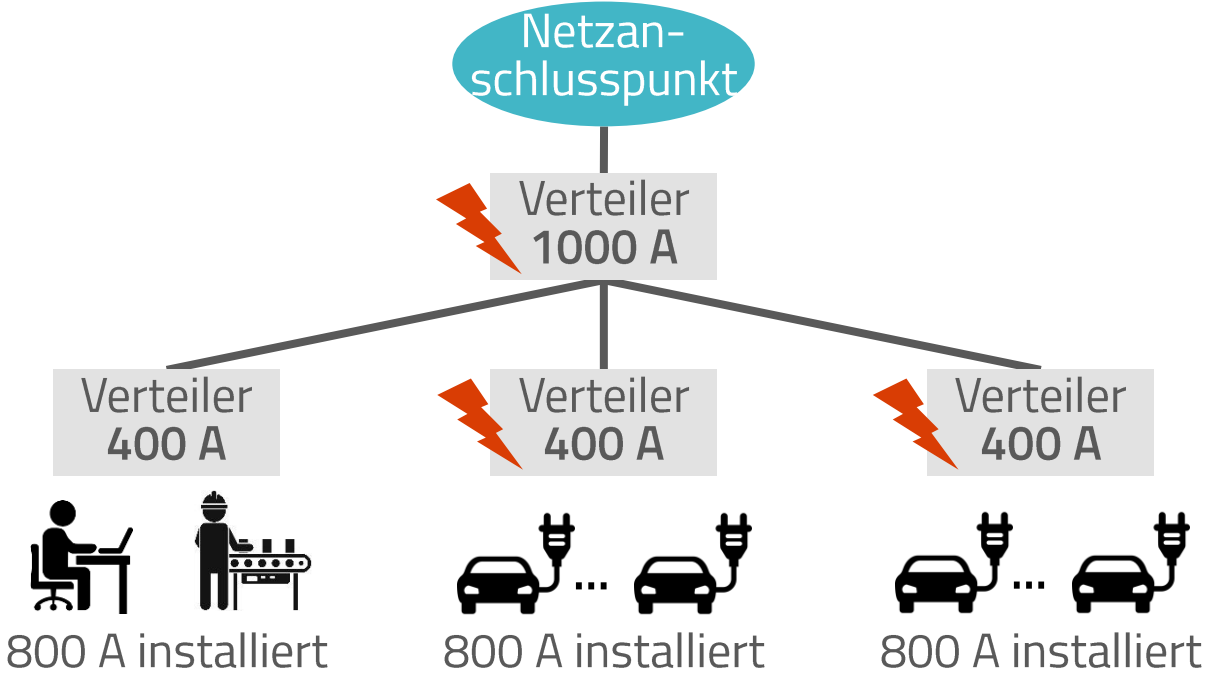 Netzan-
schlusspunkt
Verteiler
1000 A
Verteiler
400 A
Verteiler
400 A
Verteiler
400 A
...
...
800 A installiert
800 A installiert
800 A installiert